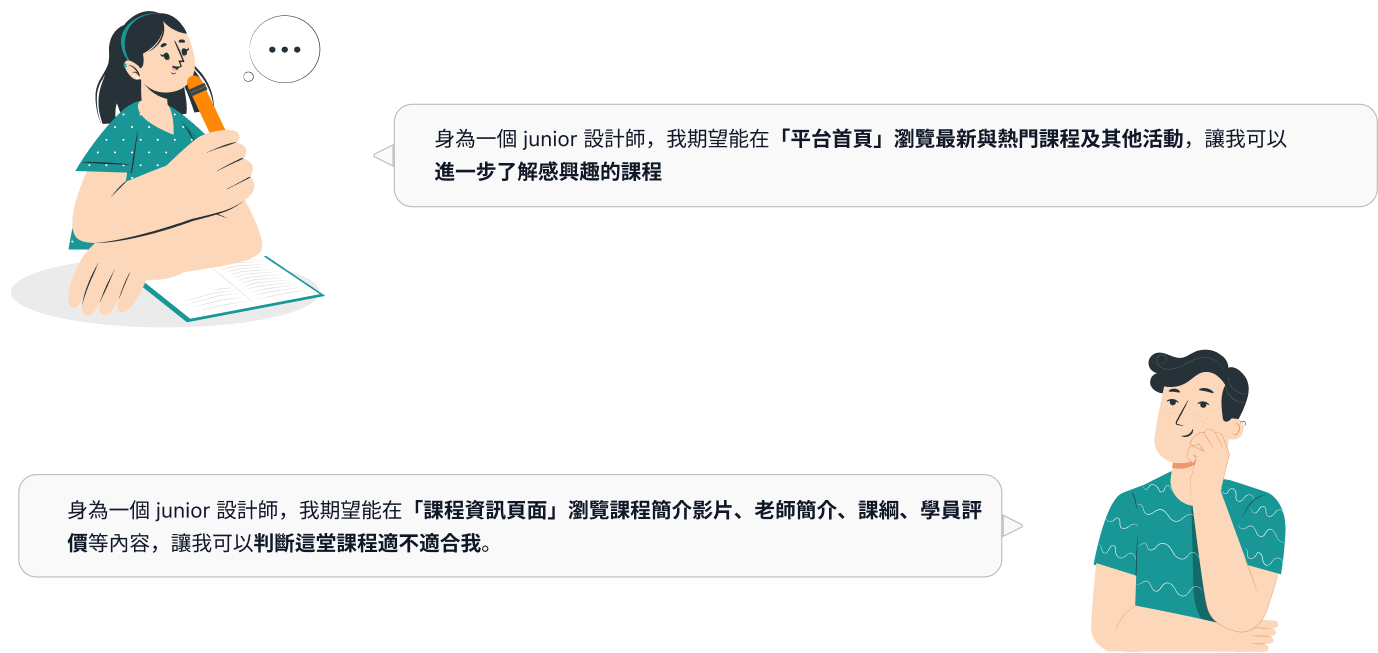 身為一個 junior 設計師，我期望能在「平台首頁」瀏覽最新與熱門課程及其他活動，讓我可以
進一步了解感興趣的課程
身為一個 junior 設計師，我期望能在「課程資訊頁面」瀏覽課程簡介影片、老師簡介、課綱、學員評
價等內容，讓我可以判斷這堂課程適不適合我。